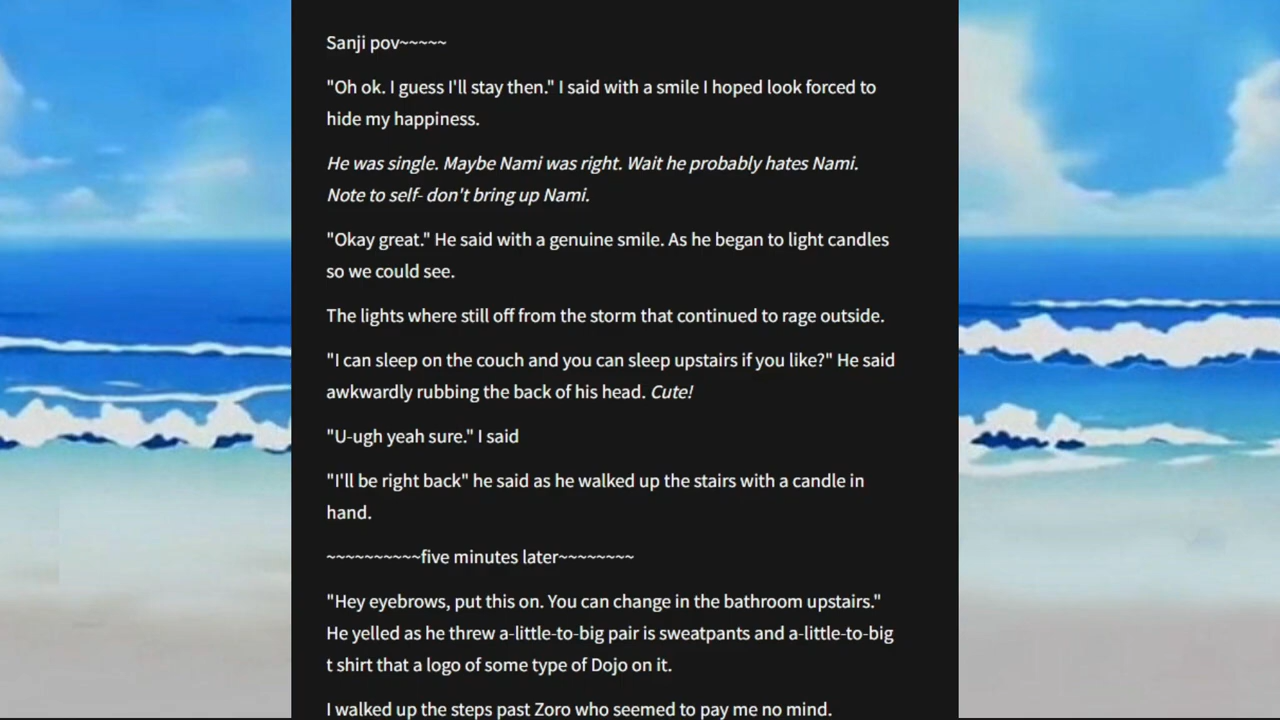 Sanji pov~~~~~
"Oh ok. I guess I'll stay then." I said with a smile I hoped look forced to
hide my happiness.
He was single. Maybe Nami was right. Wait he probably hates Nami.
Note to self- don't bring up Nami.
"Okay great." He said with a genuine smile. As he began to light candles
so we could see.
The lights where still off from the storm that continued to rage outside.
"I can sleep on the couch and you can sleep upstairs if you like?" He said
awkwardly rubbing the back of his head. Cute!
"U-ugh yeah sure." I said
"I'll be right back" he said as he walked up the stairs with a candle in
hand.
~~~~~~~~~~five minutes later~~~~~~~~
"Hey eyebrows, put this on. You can change in the bathroom upstairs."
He yelled as he threw a-little-to-big pair is sweatpants and a-little-to-big
t shirt that a logo of some type of Dojo on it.
I walked up the steps past Zoro who seemed to pay me no mind.